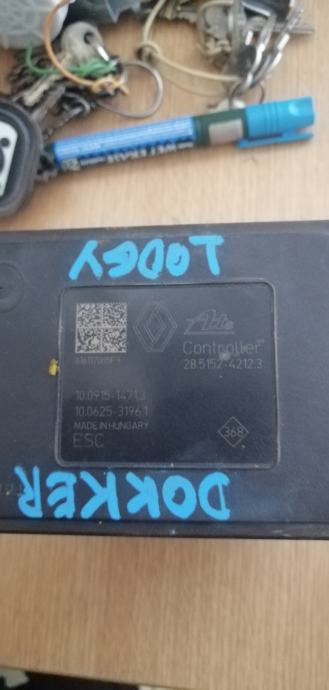 LODGY
Ate
Controller
28.5152-4212.3
10.0915-1471.3
10.0625-3196.1
MADE IN HUNGARY
ESC
368
DOKKER